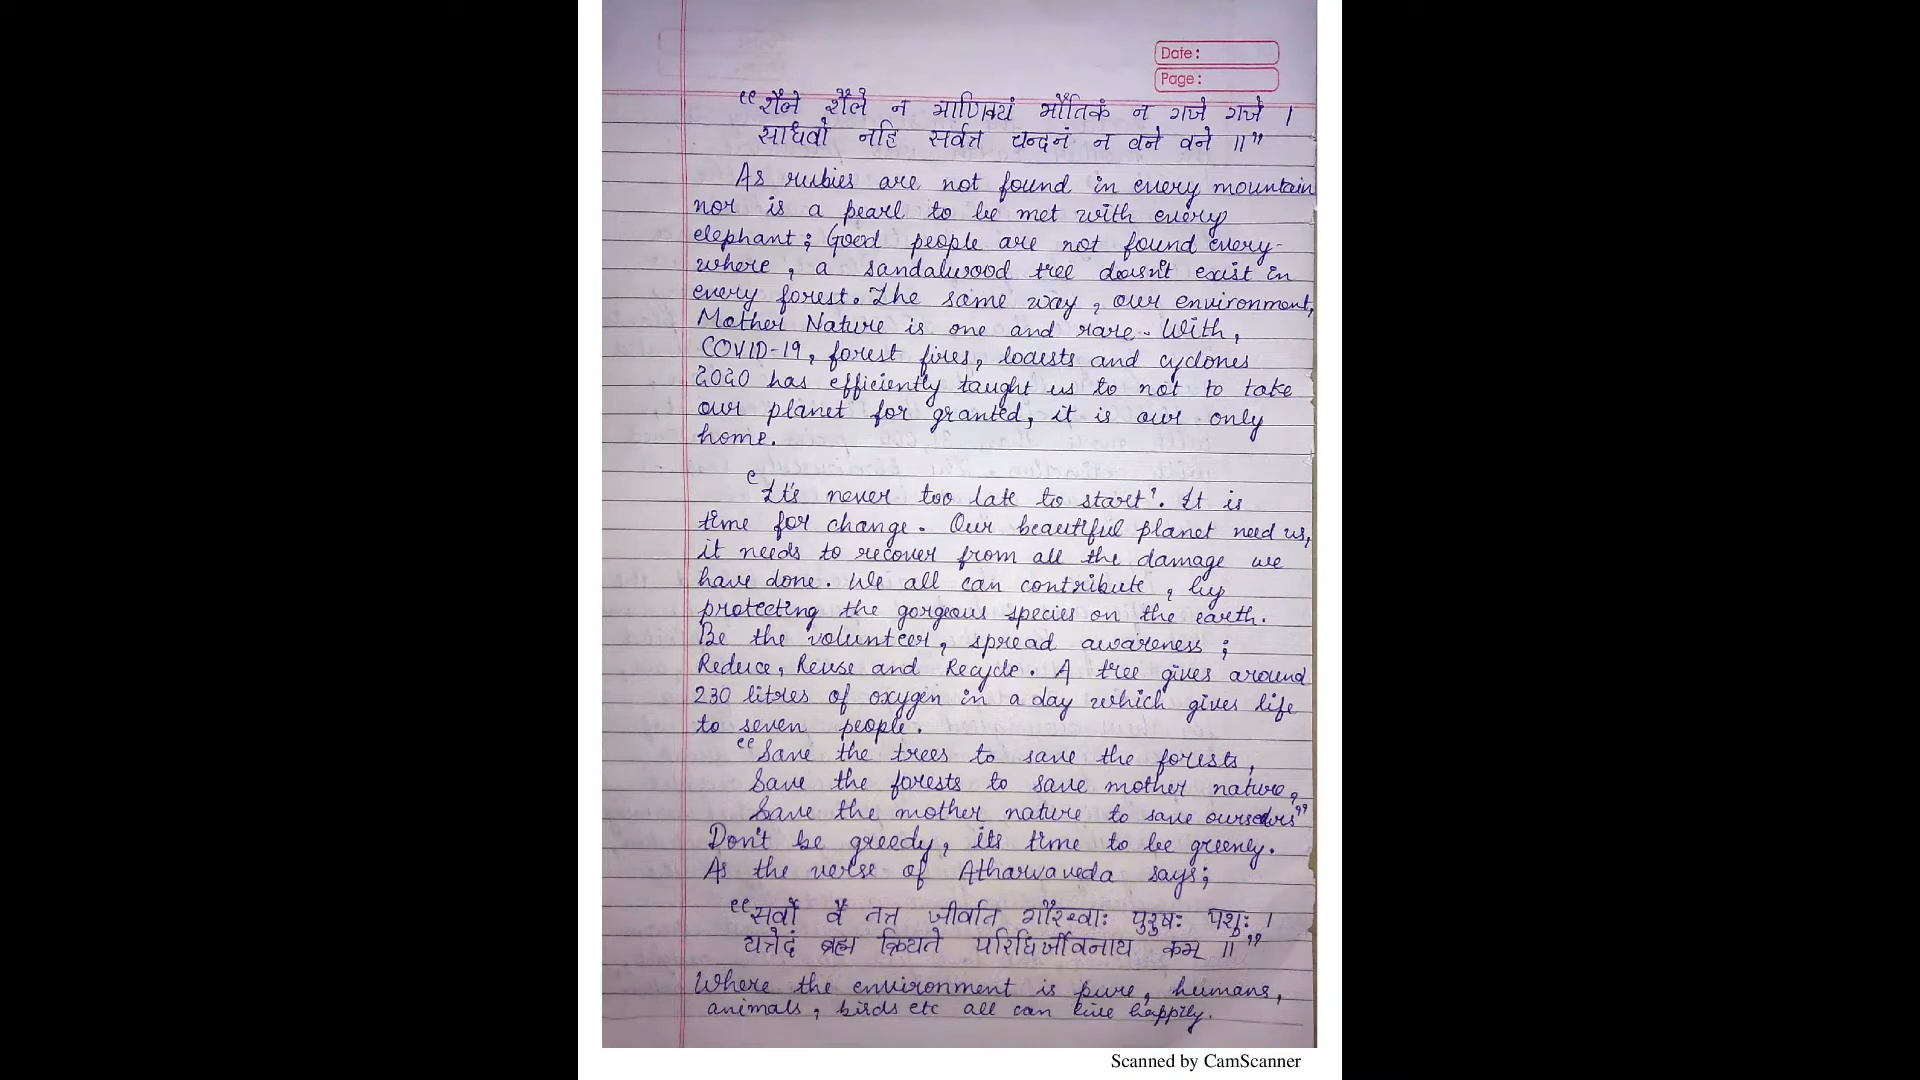 Date:
Page:
“शैले शैले न माणिक्यं मौतिकं न गजे गजे ।
साधवो नहि सर्वत्र चन्दनं न वने वने ॥”
As rubies are not found in every mountain
nor is a pearl to be met with every
elephant; Good people are not found every-
where, a sandalwood tree doesn't exist in
every forest. The same way, our environment,
Mother Nature is one and rare. With,
COVID-19, forest fires, locusts and cyclones
2020 has efficiently taught us to not to take
our planet for granted, it is our only
home.
‘It's never too late to start’. It is
time for change. Our beautiful planet need us,
it needs to recover from all the damage we
have done. We all can contribute, by
protecting the gorgeous species on the earth.
Be the volunteer, spread awareness;
Reduce, Reuse and Recycle. A tree gives around
230 litres of oxygen in a day which gives life
to seven people.
“Save the trees to save the forests,
Save the forests to save mother nature,
Save the mother nature to save ourselves”
Don't be greedy, its time to be greenly.
As the verse of Atharvaveda says;
“सर्वो वै तत्र जीवति गौरश्वाः पुरुषः पशुः ।
यत्रेदं ब्रह्म क्रियते परिधिर्जीवनाय कम ॥”
Where the environment is pure, humans,
animals, birds etc all can live happily.
Scanned by CamScanner